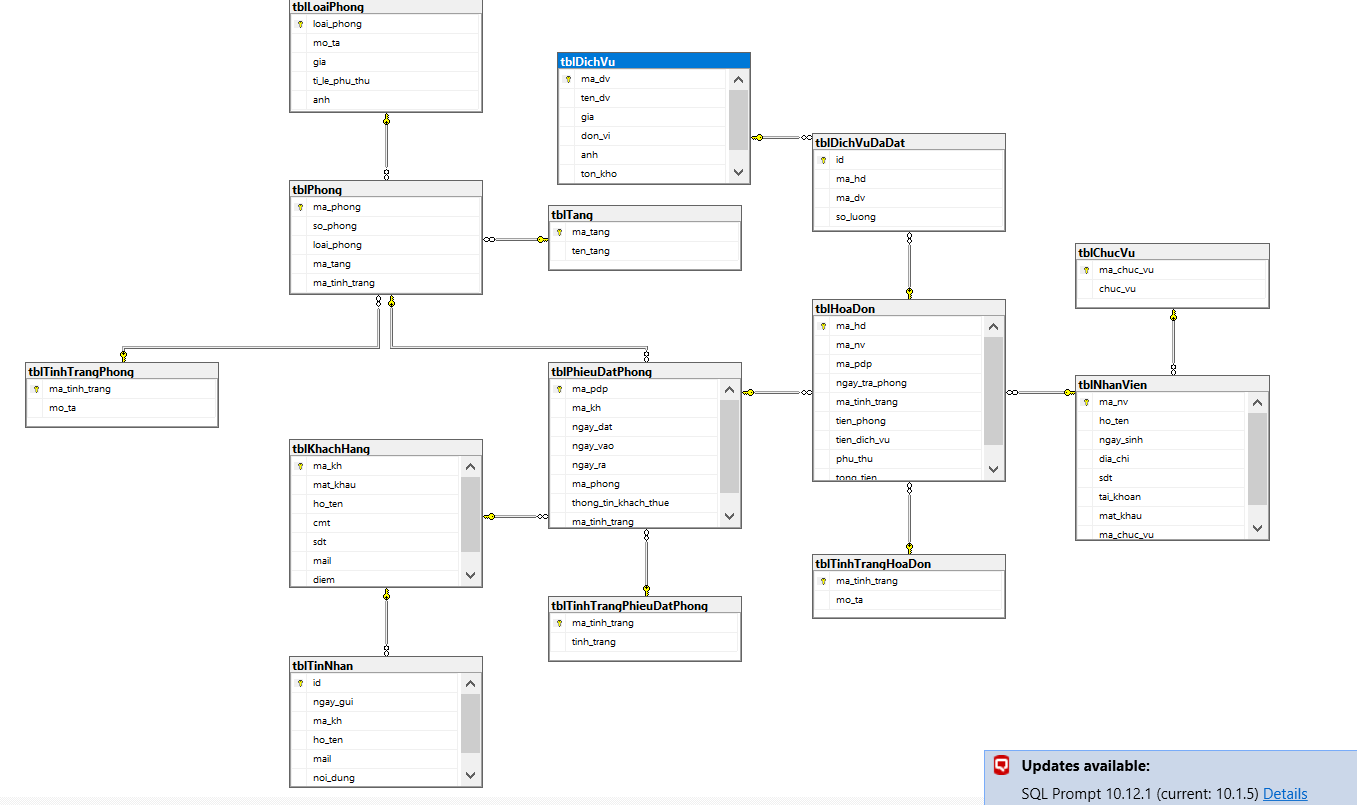 tblLoaiPhong
loai_phong
mo_ta
gia
ti_le_phu_thu
anh
tblDichVu
ma_dv
ten_dv
gia
don_vi
anh
ton_kho
tblDichVuDaDat
id
ma_hd
ma_dv
so_luong
tblPhong
ma_phong
so_phong
loai_phong
ma_tang
ma_tinh_trang
tblTang
ma_tang
ten_tang
tblChucVu
ma_chuc_vu
chuc_vu
tblHoaDon
ma_hd
ma_nv
ma_pdp
ngay_tra_phong
ma_tinh_trang
tien_phong
tien_dich_vu
phu_thu
tong_tien
tblTinhTrangPhong
ma_tinh_trang
mo_ta
tblPhieuDatPhong
ma_pdp
ma_kh
ngay_dat
ngay_vao
ngay_ra
ma_phong
thong_tin_khach_thue
ma_tinh_trang
tblNhanVien
ma_nv
ho_ten
ngay_sinh
dia_chi
sdt
tai_khoan
mat_khau
ma_chuc_vu
tblKhachHang
ma_kh
mat_khau
ho_ten
cmt
sdt
mail
diem
tblTinhTrangHoaDon
ma_tinh_trang
mo_ta
tblTinhTrangPhieuDatPhong
ma_tinh_trang
tinh_trang
tblTinNhan
id
ngay_gui
ma_kh
ho_ten
mail
noi_dung
Updates available:
SQL Prompt 10.12.1 (current: 10.1.5) Details